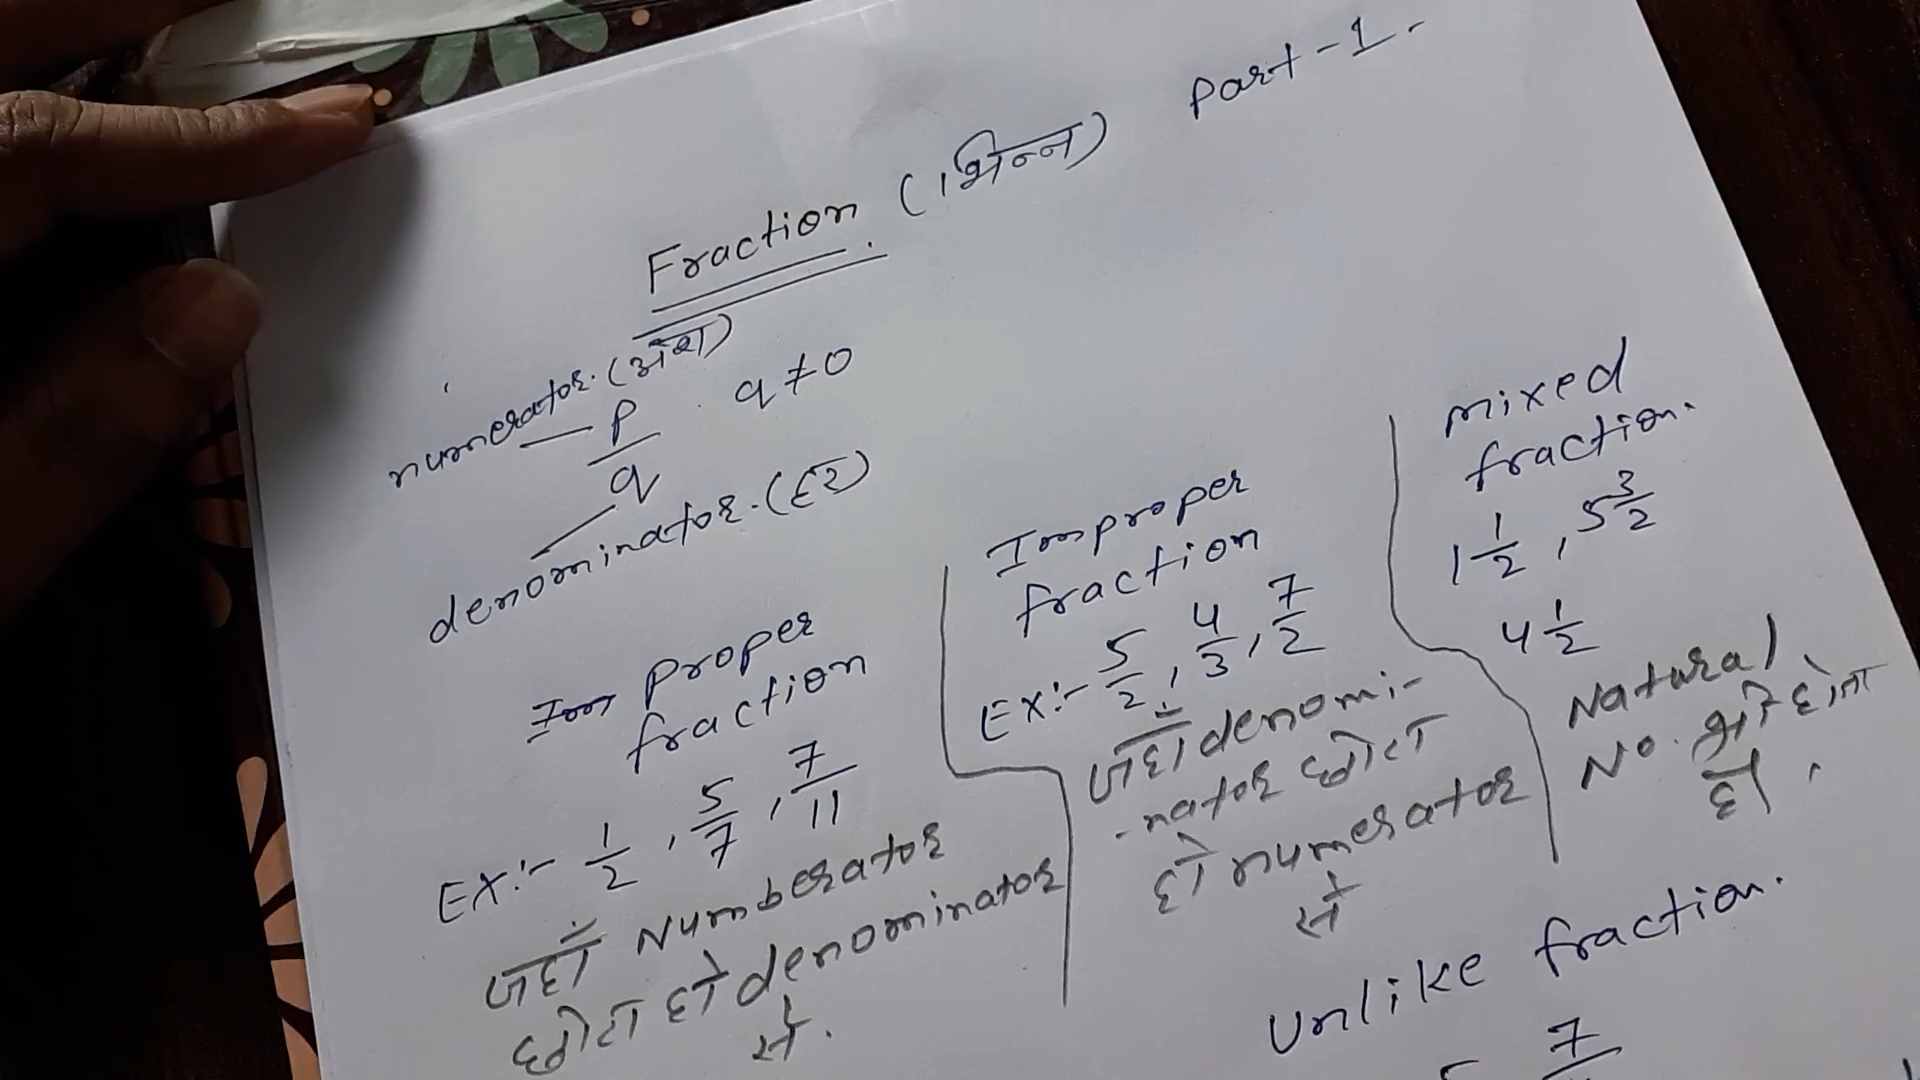 Fraction (भिन्न) Part-1.
numerator. (अंश)
p/q q≠0
denominator. (हर)
Proper
fraction
EX:- 1/2, 5/7, 7/11
जहाँ Numberator
छोटा हो denominator
से.
Improper
fraction
EX:- 5/2, 4/3, 7/2
जहाँ denomi-
-nator छोटा
हो numerator
से
mixed
fraction.
1 1/2, 5 3/2
4 1/2
Natural
No. भी होता
है।
Unlike fraction.
7